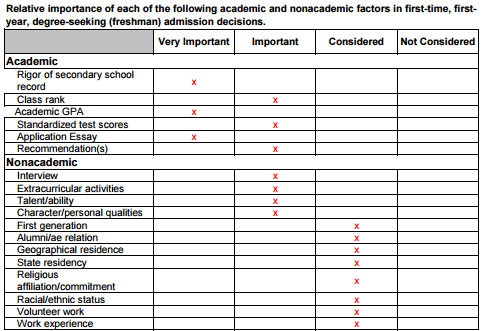 Relative importance of each of the following academic and nonacademic factors in first-time, first-
year, degree-seeking (freshman) admission decisions.
Very Important Important Considered Not Considered
Academic
Rigor of secondary school
record x
Class rank x
Academic GPA x
Standardized test scores x
Application Essay x
Recommendation(s) x
Nonacademic
Interview x
Extracurricular activities x
Talent/ability x
Character/personal qualities x
First generation x
Alumni/ae relation x
Geographical residence x
State residency x
Religious
affiliation/commitment x
Racial/ethnic status x
Volunteer work x
Work experience x